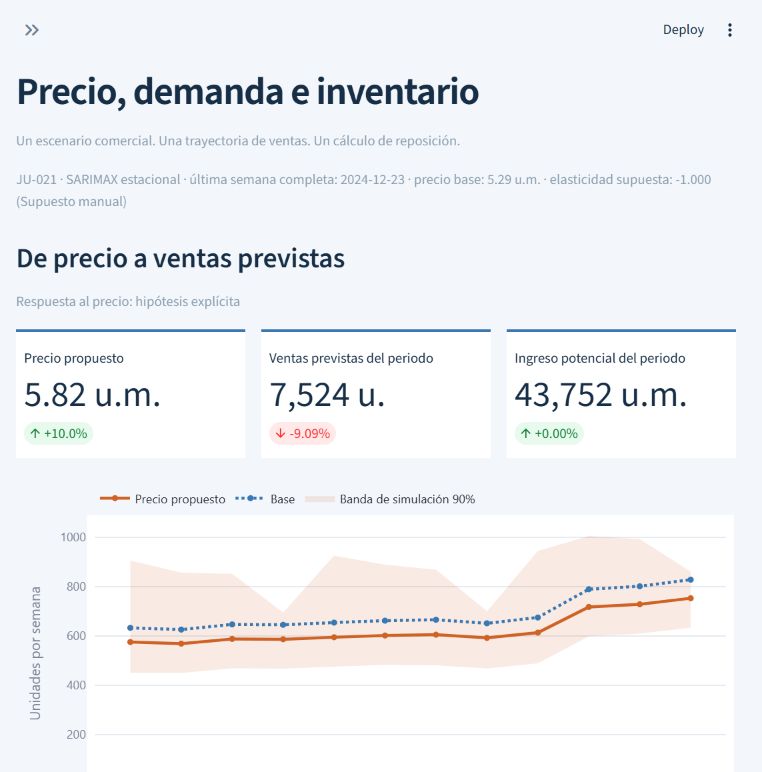 Deploy
Precio, demanda e inventario
Un escenario comercial. Una trayectoria de ventas. Un cálculo de reposición.
JU-021 · SARIMAX estacional · última semana completa: 2024-12-23 · precio base: 5.29 u.m. · elasticidad supuesta: -1.000
(Supuesto manual)
De precio a ventas previstas
Respuesta al precio: hipótesis explícita
Precio propuesto
5.82 u.m.
↑ +10.0%
Ventas previstas del periodo
7,524 u.
↓ -9.09%
Ingreso potencial del periodo
43,752 u.m.
↑ +0.00%
Precio propuesto Base Banda de simulación 90%
Unidades por semana
1000
800
600
400
200